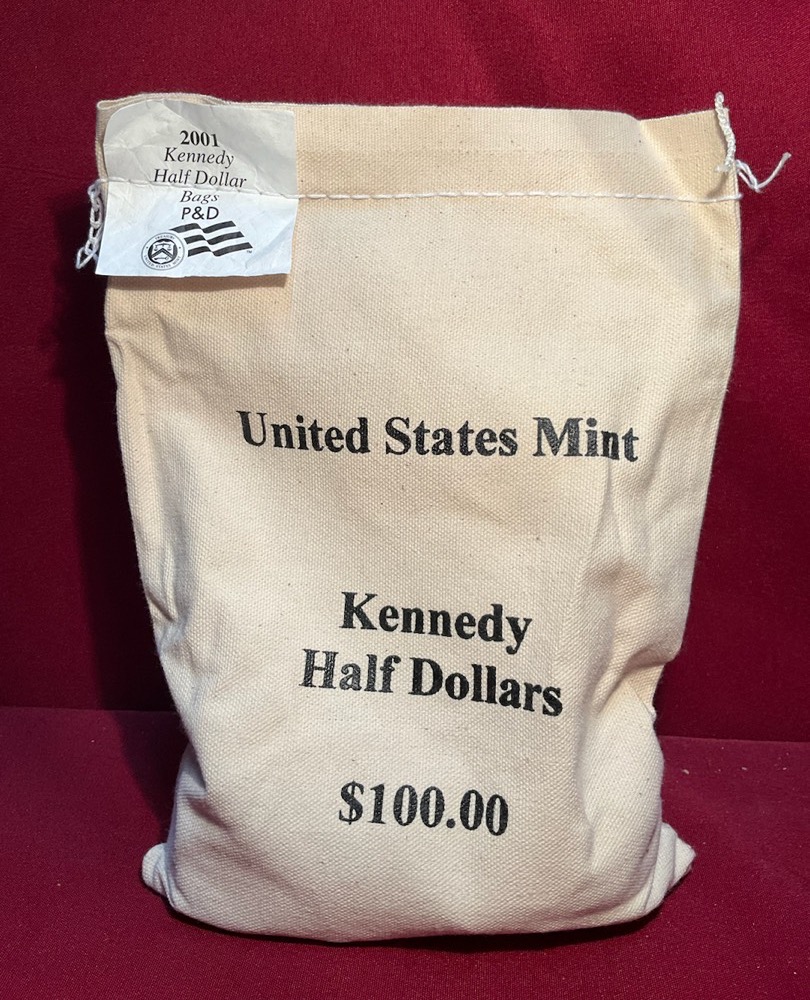 2001
Kennedy
Half Dollar
Bags
P&D
United States Mint
Kennedy
Half Dollars
$100.00